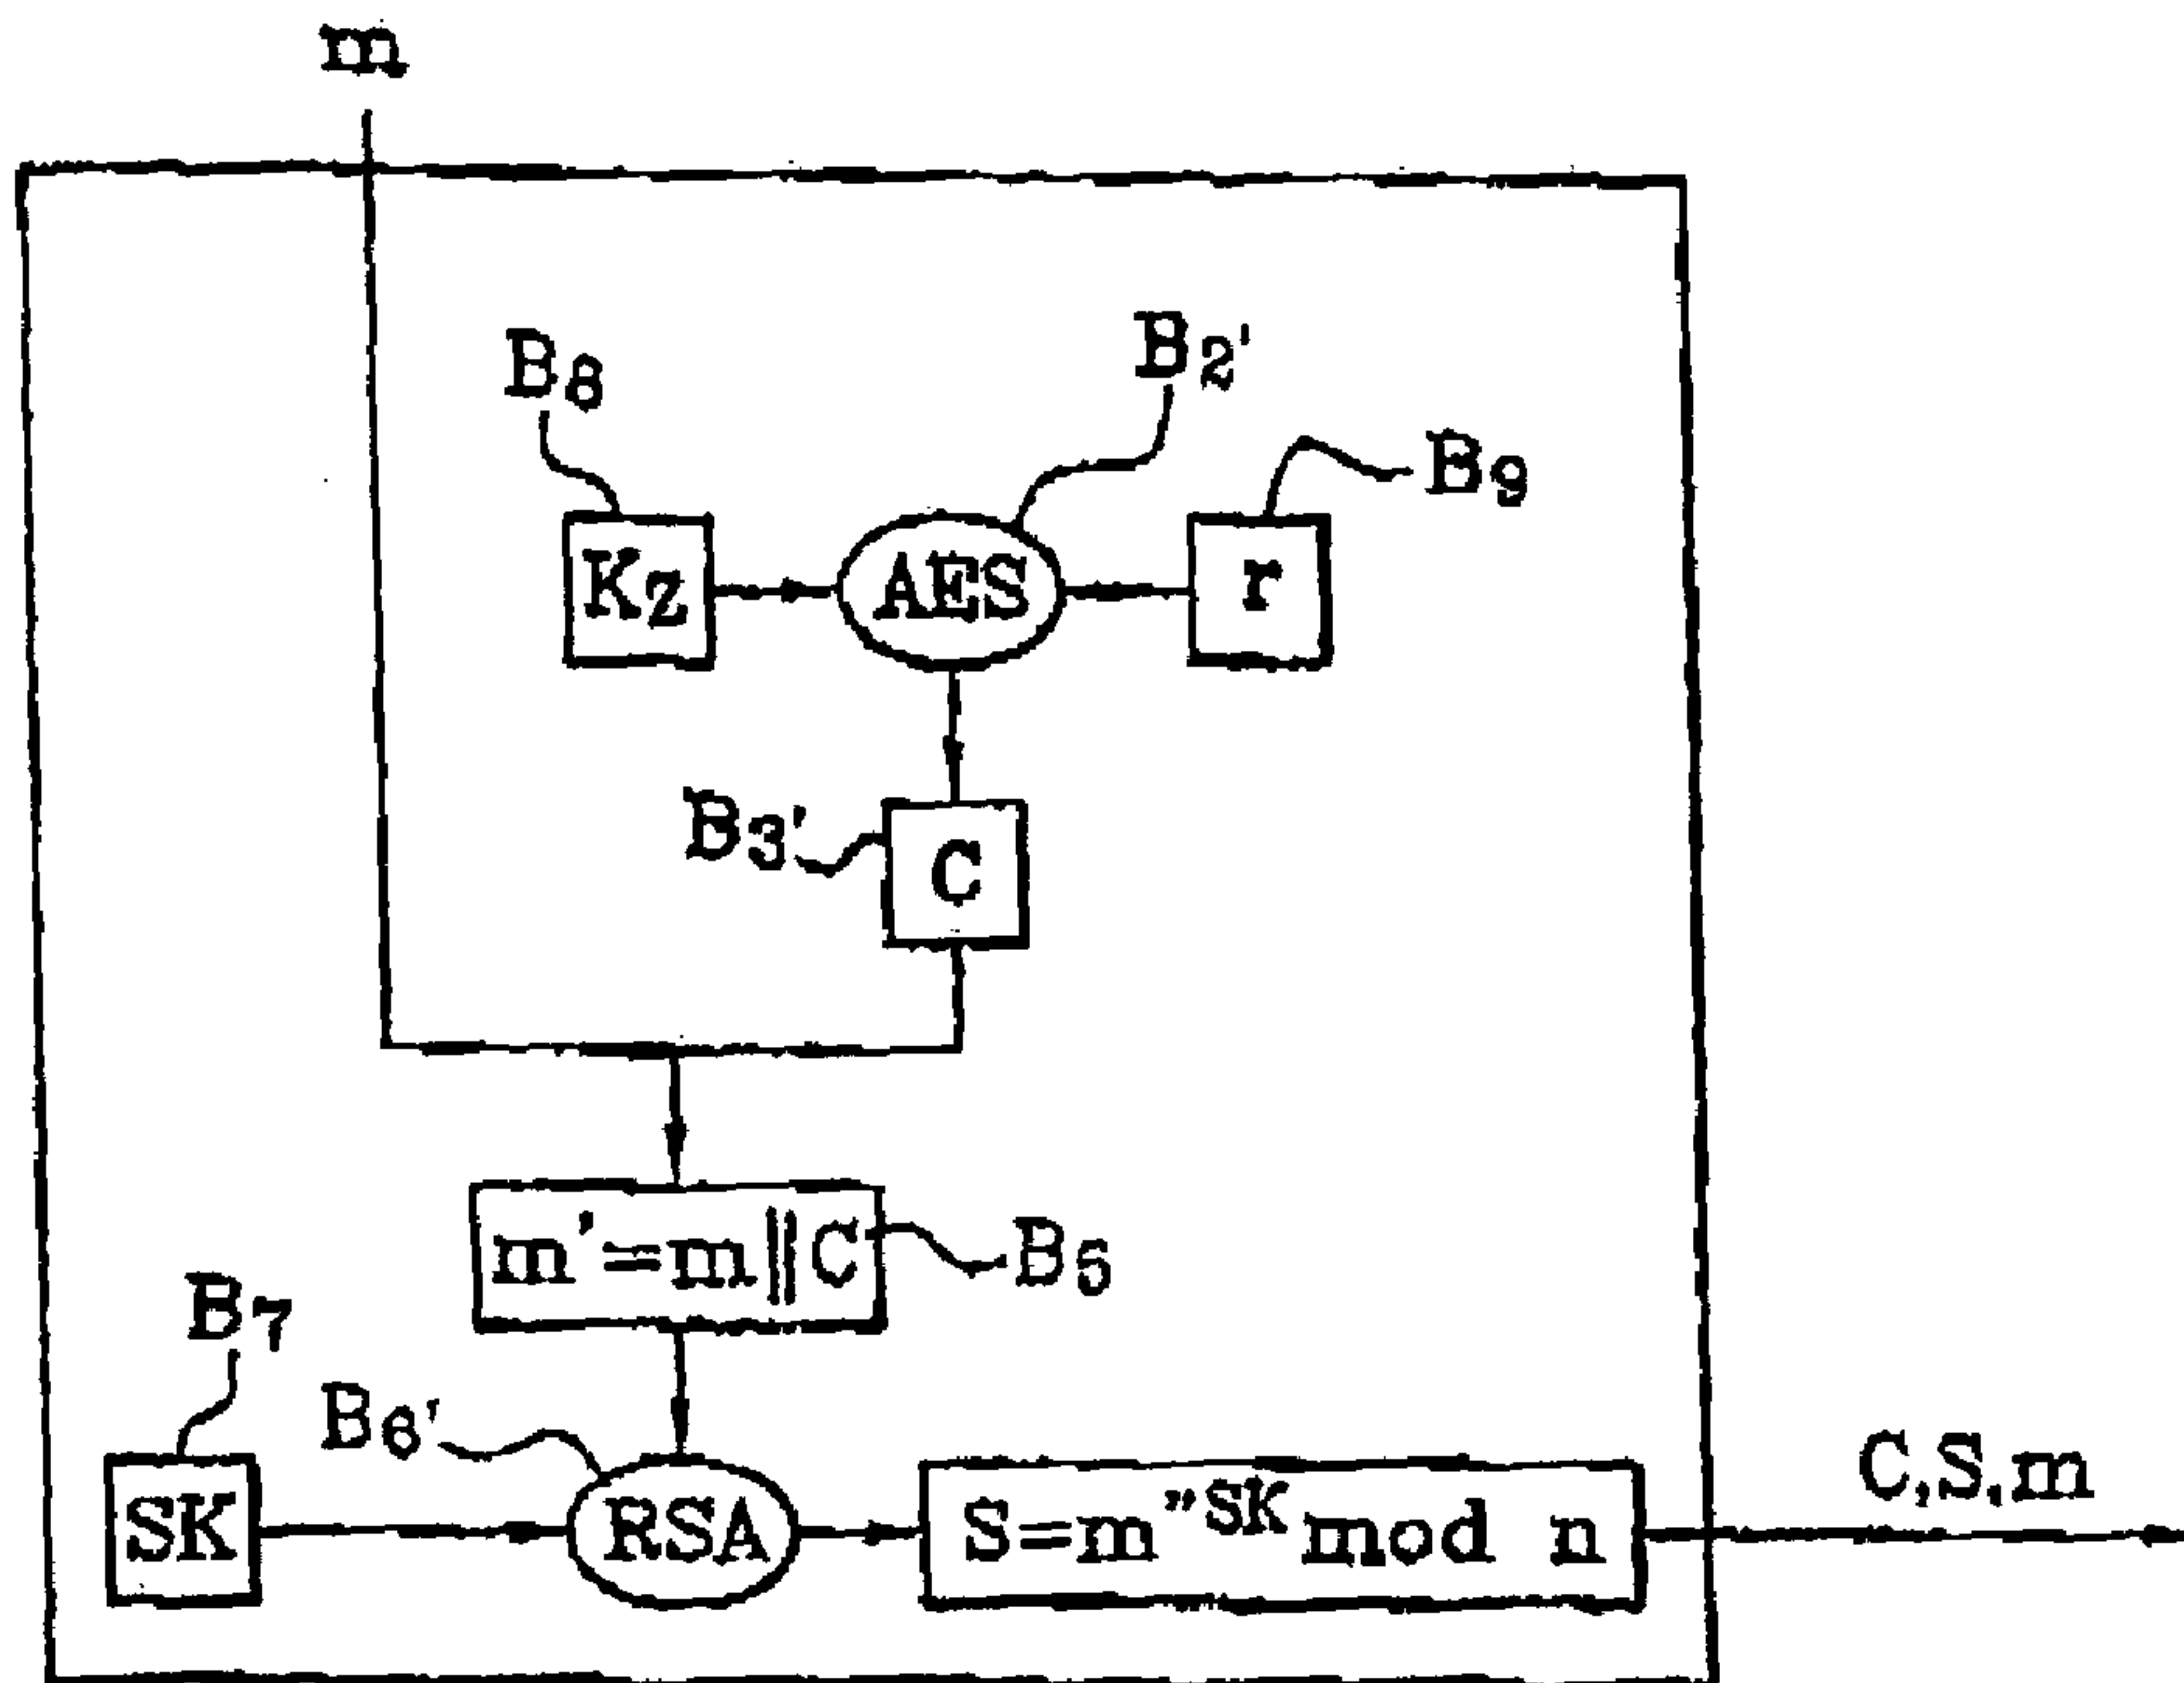 m
B8
B2'
B9
Kz
AES
r
B3'
C
m'=m||C
B5
B7
B6'
SK
RSA
S=m"SK mod n
C,S,m